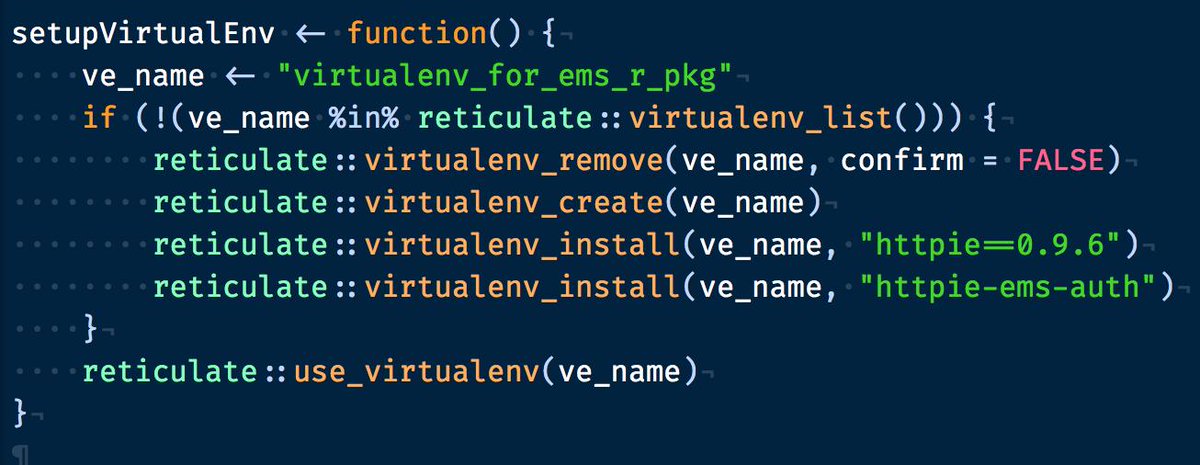 setupVirtualEnv <- function() {
    ve_name <- "virtualenv_for_ems_r_pkg"
    if (!(ve_name %in% reticulate::virtualenv_list())) {
        reticulate::virtualenv_remove(ve_name, confirm = FALSE)
        reticulate::virtualenv_create(ve_name)
        reticulate::virtualenv_install(ve_name, "httpie==0.9.6")
        reticulate::virtualenv_install(ve_name, "httpie-ems-auth")
    }
    reticulate::use_virtualenv(ve_name)
}